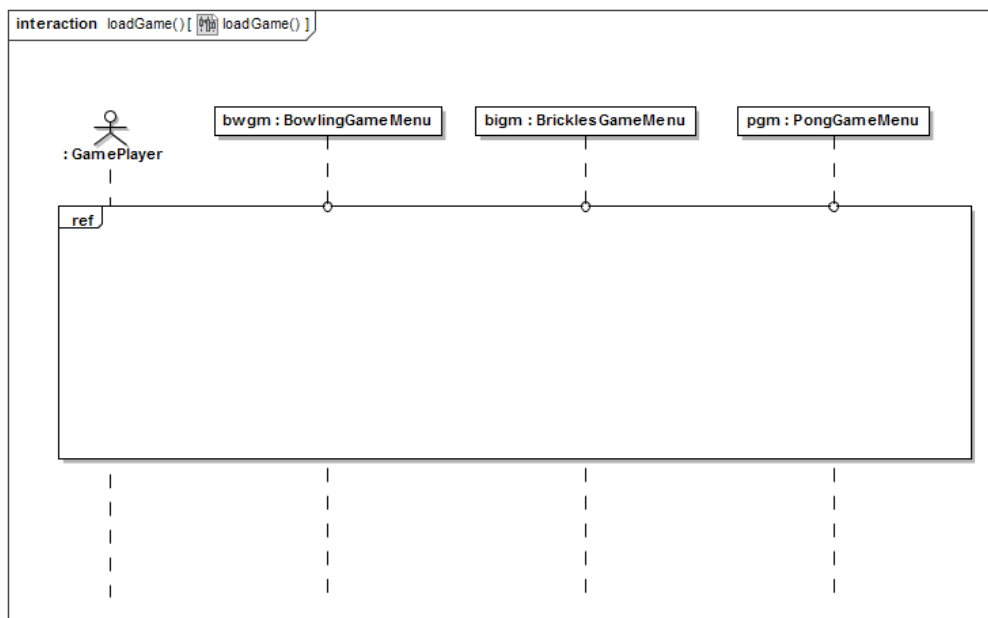 interaction loadGame() [ loadGame() ]
: GamePlayer
bwgm : BowlingGameMenu
bigm : BricklesGameMenu
pgm : PongGameMenu
ref